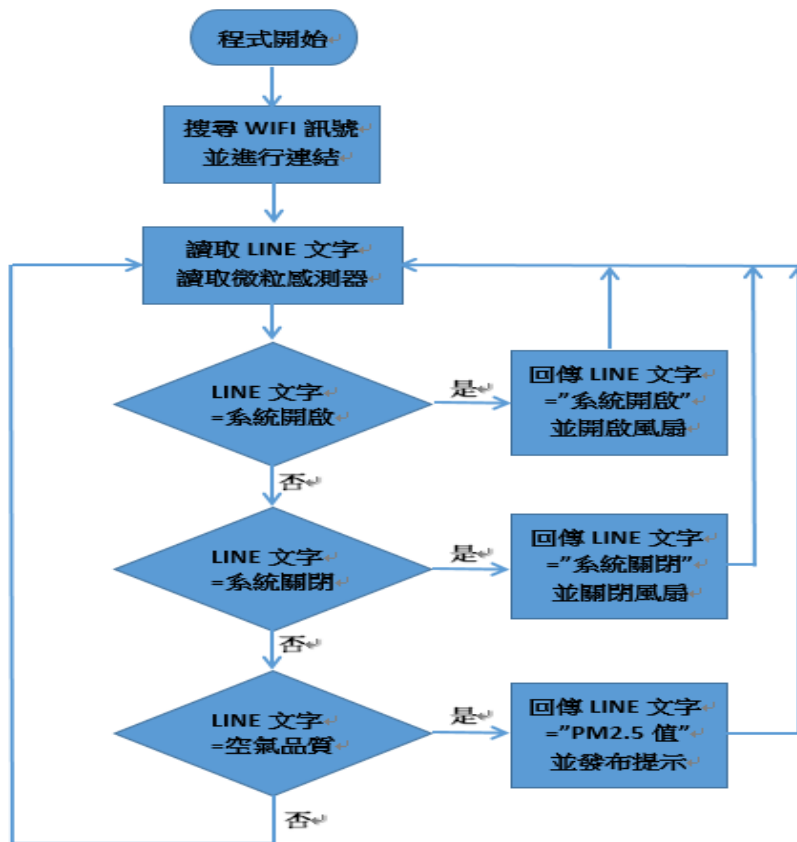 程式開始
搜尋 WIFI 訊號
並進行連結
讀取 LINE 文字
讀取微粒感測器
LINE 文字
=系統開啟
是
回傳 LINE 文字
=”系統開啟”
並開啟風扇
否
LINE 文字
=系統關閉
是
回傳 LINE 文字
=”系統關閉”
並關閉風扇
否
LINE 文字
=空氣品質
是
回傳 LINE 文字
=”PM2.5 值”
並發布提示
否